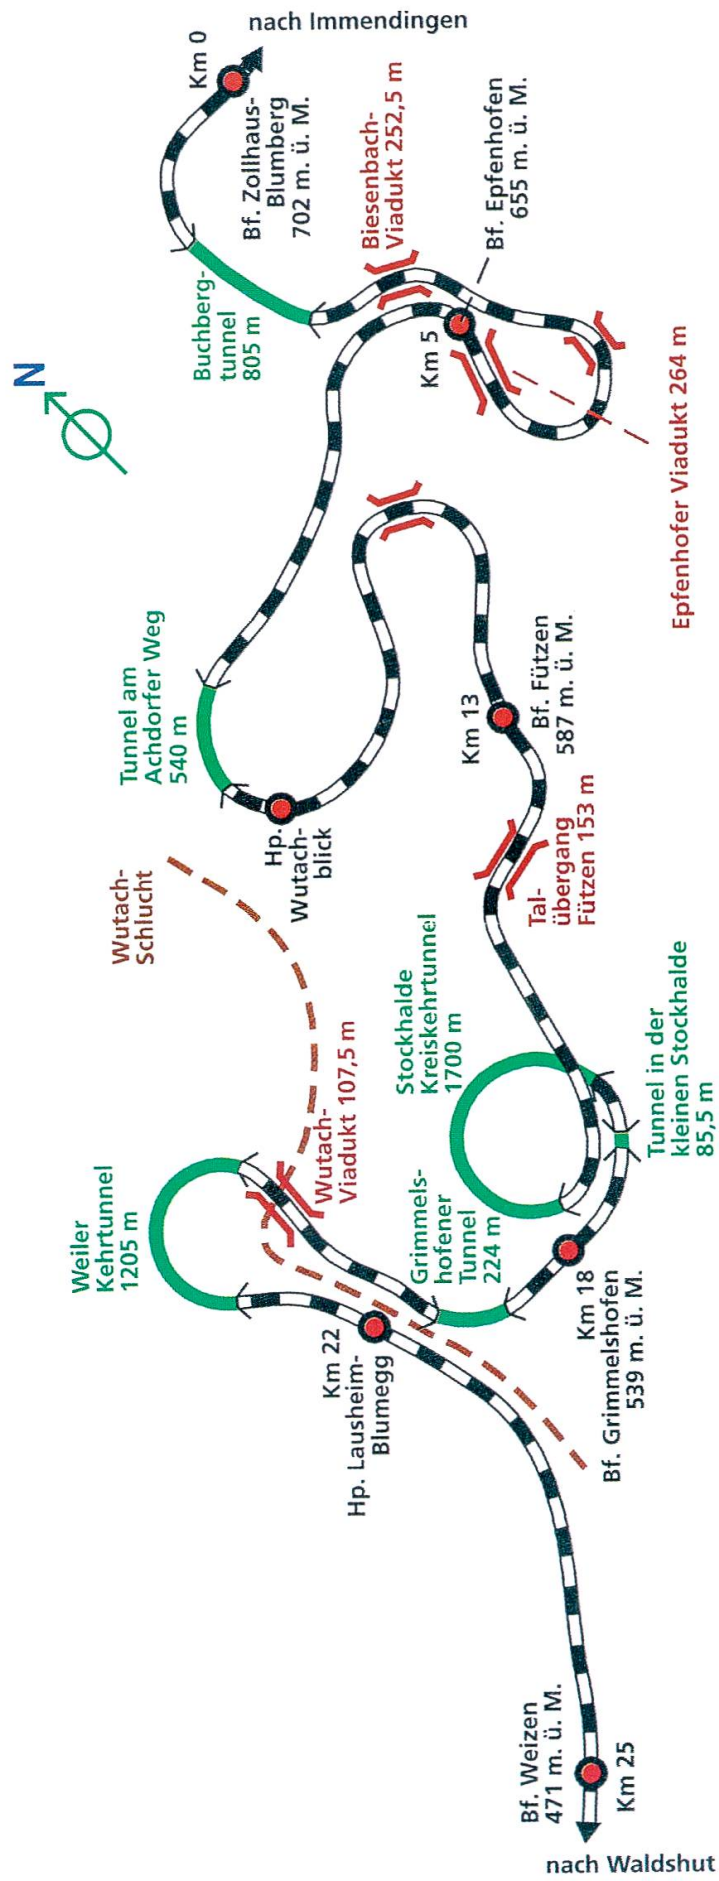 nach Immendingen
Km 0
Bf. Zollhaus-
Blumberg
702 m. ü. M.
Buchberg-
tunnel
805 m
Biesenbach-
Viadukt 252,5 m
Bf. Epfenhofen
655 m. ü. M.
Km 5
Epfenhofer Viadukt 264 m
N
Tunnel am
Achdorfer Weg
540 m
Hp.
Wutach-
blick
Km 13
Bf. Fützen
587 m. ü. M.
Tal-
übergang
Fützen 153 m
Wutach-
Schlucht
Stockhalde
Kreiskehrtunnel
1700 m
Tunnel in der
kleinen Stockhalde
85,5 m
Km 18
Bf. Grimmelshofen
539 m. ü. M.
Grimmels-
hofener
Tunnel
224 m
Wutach-
Viadukt 107,5 m
Weiler
Kehrtunnel
1205 m
Km 22
Hp. Lausheim-
Blumegg
Bf. Weizen
471 m. ü. M.
Km 25
nach Waldshut